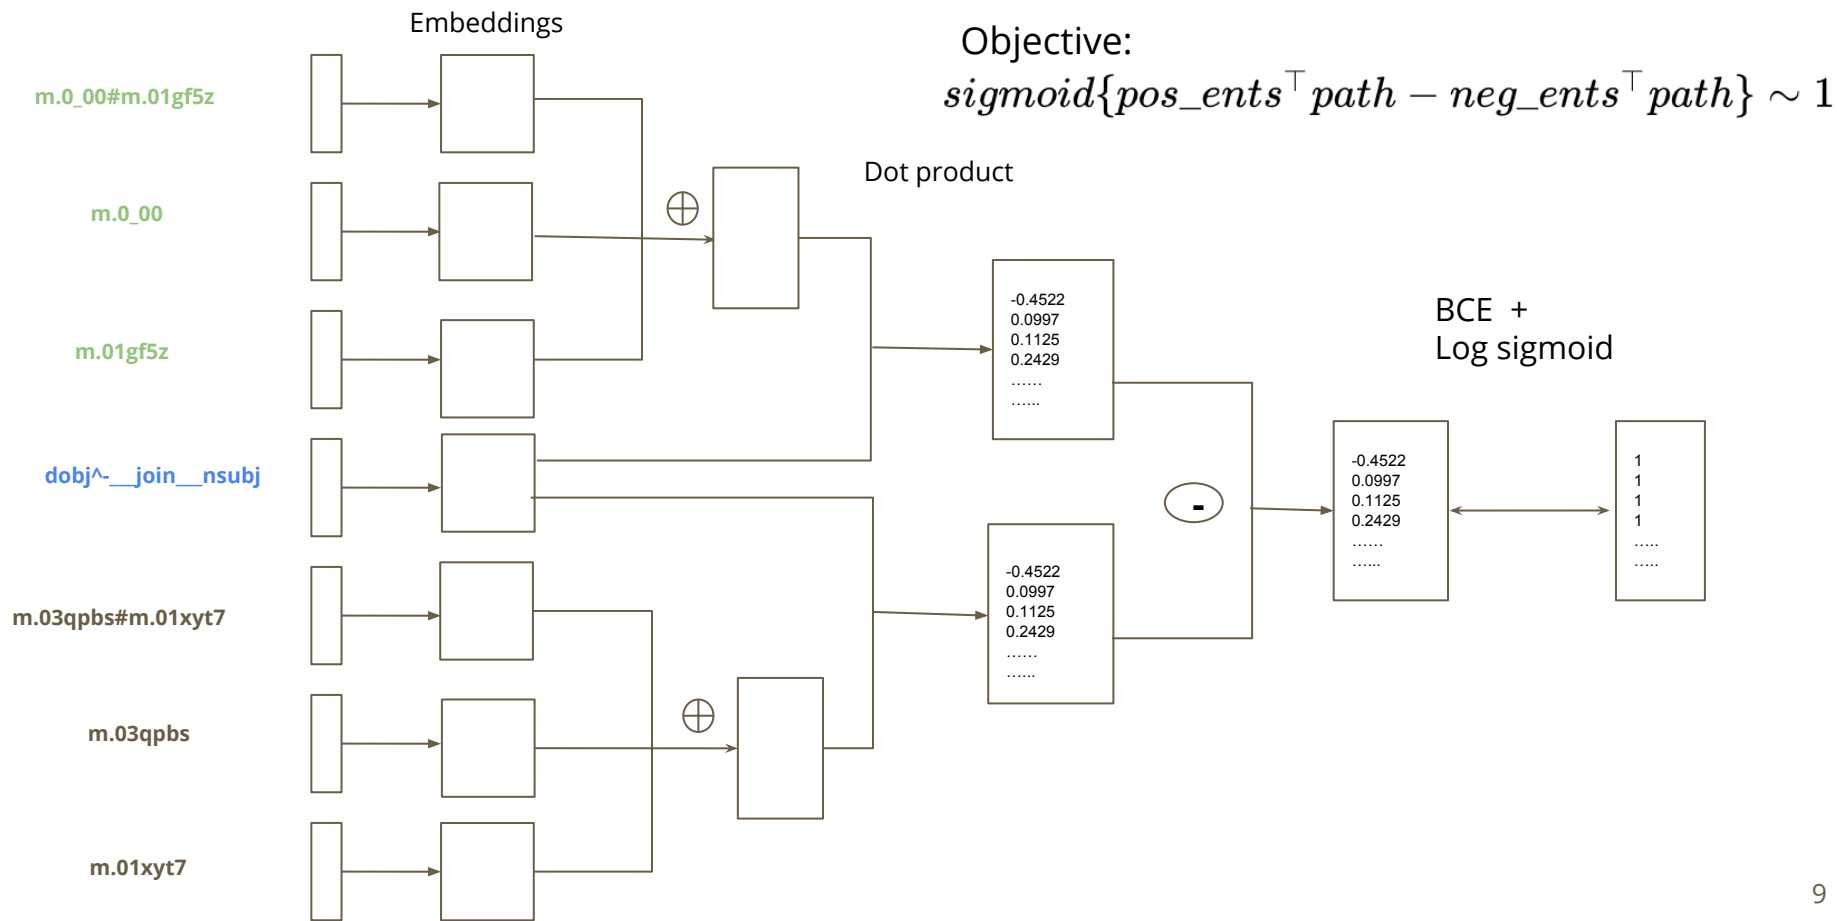 Embeddings
Objective:
sigmoid{pos_ents⊤path − neg_ents⊤path} ∼ 1
m.0_00#m.01gf5z
Dot product
m.0_00
⊕
m.01gf5z
-0.4522
0.0997
0.1125
0.2429
……
…...
BCE +
Log sigmoid
dobj^-___join___nsubj
-
-0.4522
0.0997
0.1125
0.2429
……
…...
1
1
1
1
…..
…..
m.03qpbs#m.01xyt7
-0.4522
0.0997
0.1125
0.2429
……
…...
m.03qpbs
⊕
m.01xyt7
9